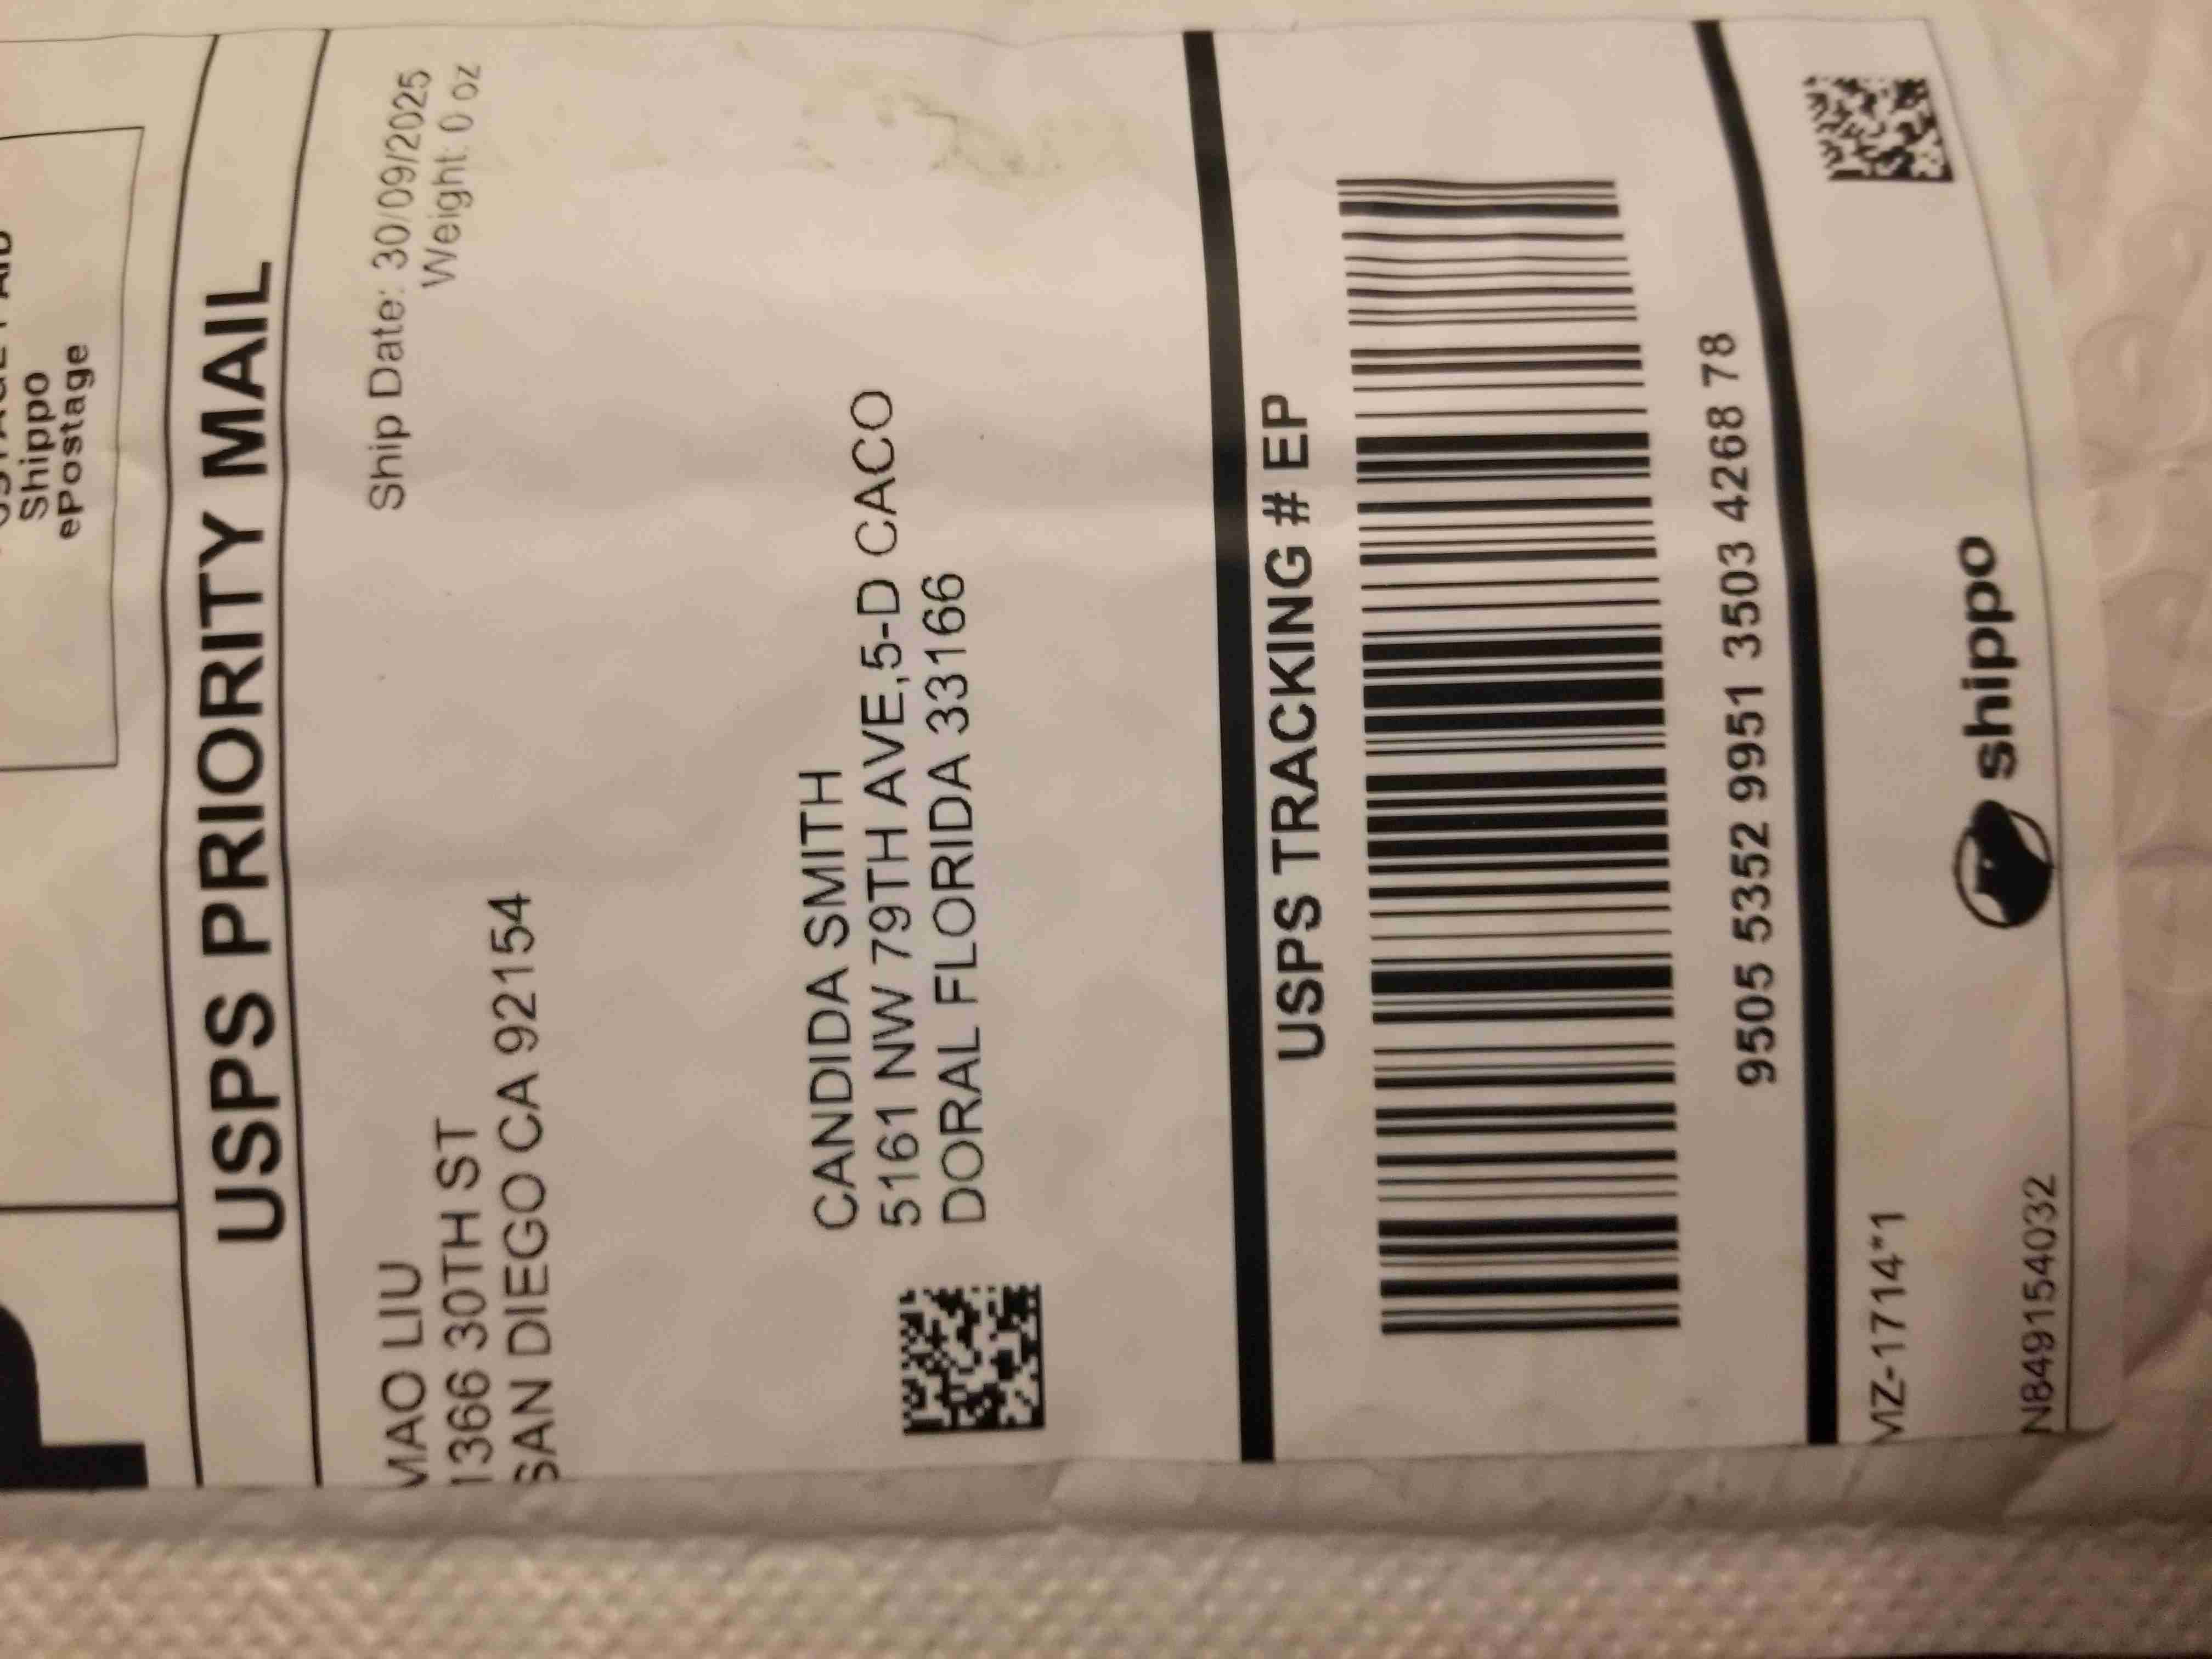 Shippo
ePostage
USPS PRIORITY MAIL
MAO LIU
1366 30TH ST
SAN DIEGO CA 92154
Ship Date: 30/09/2025
Weight: 0 oz
CANDIDA SMITH
5161 NW 79TH AVE,5-D CACO
DORAL FLORIDA 33166
USPS TRACKING # EP
9505 5352 9951 3503 4268 78
MZ-1714*1
shippo
N849154032